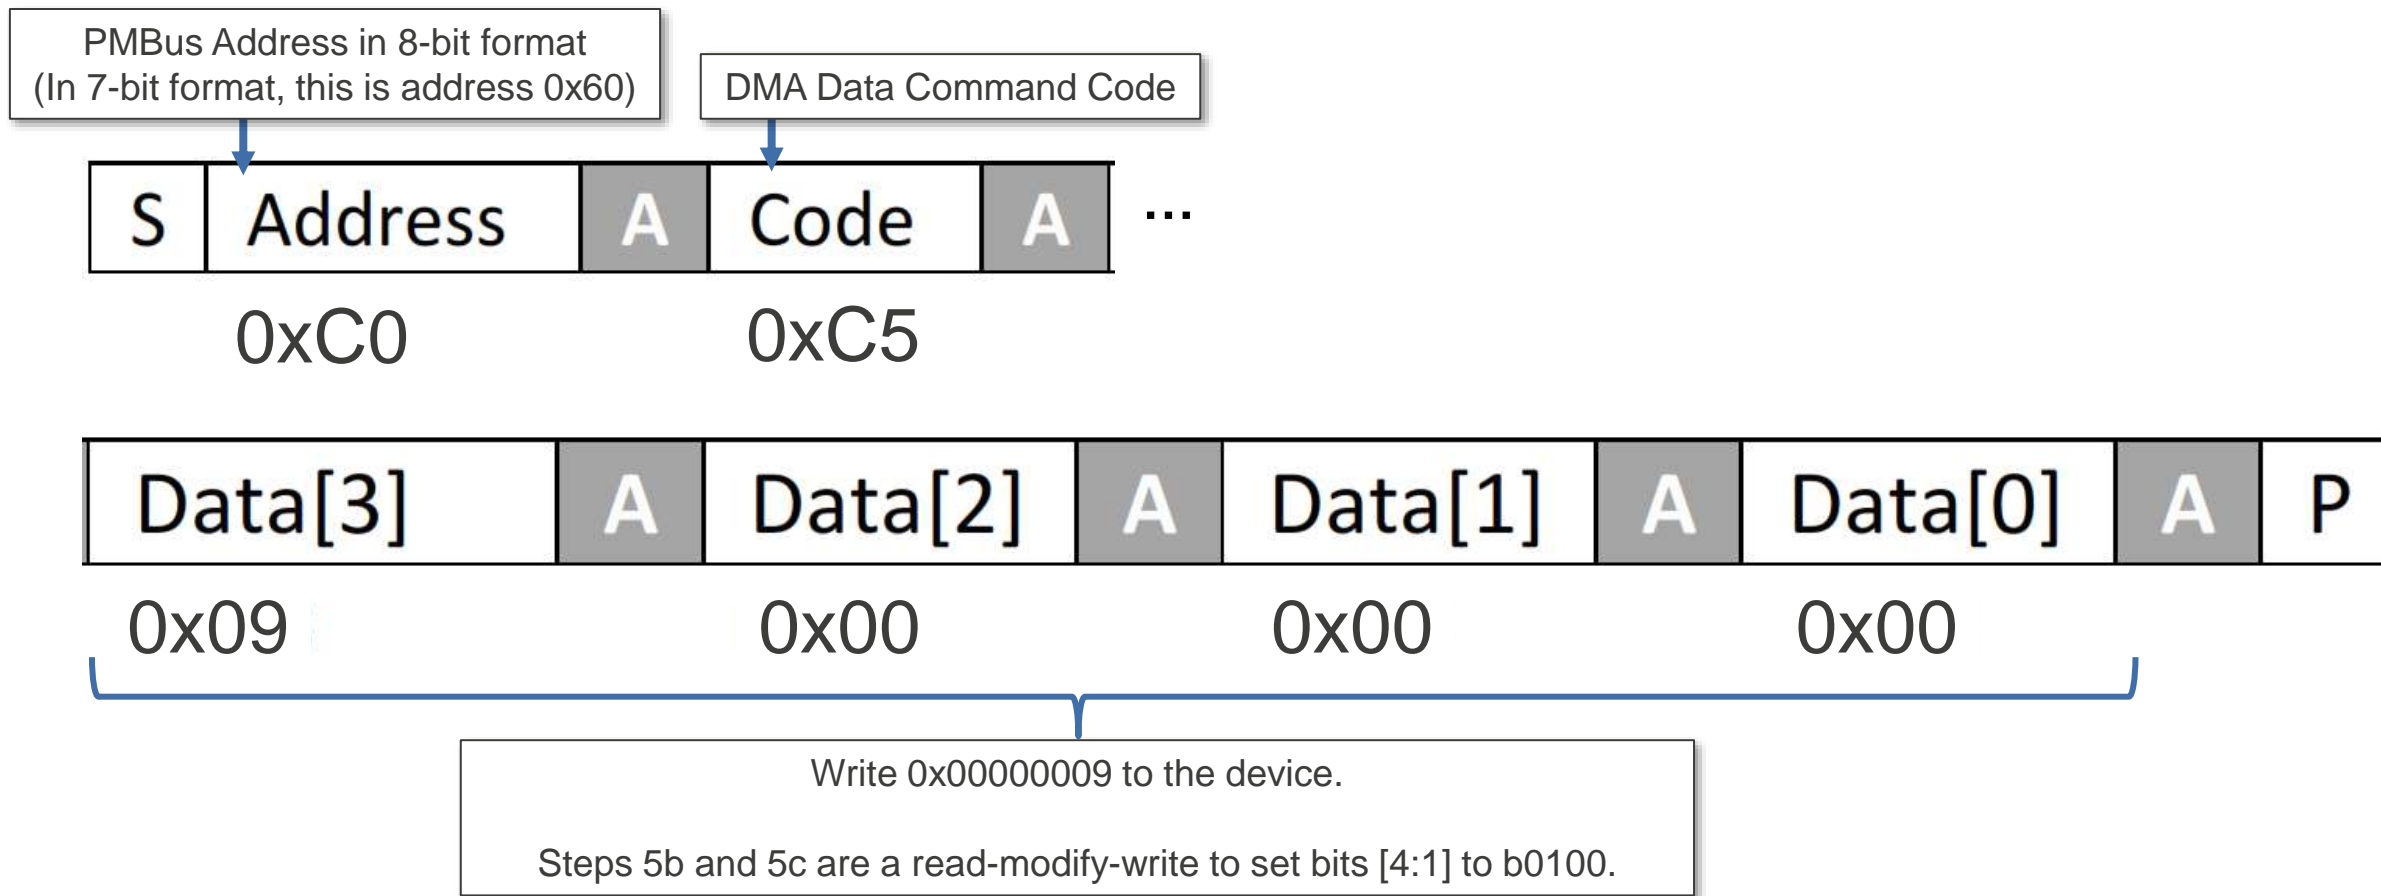 PMBus Address in 8-bit format
(In 7-bit format, this is address 0x60)
DMA Data Command Code
S Address A Code A ...
0xC0 0xC5
Data[3] A Data[2] A Data[1] A Data[0] A P
0x09 0x00 0x00 0x00
Write 0x00000009 to the device.
Steps 5b and 5c are a read-modify-write to set bits [4:1] to b0100.